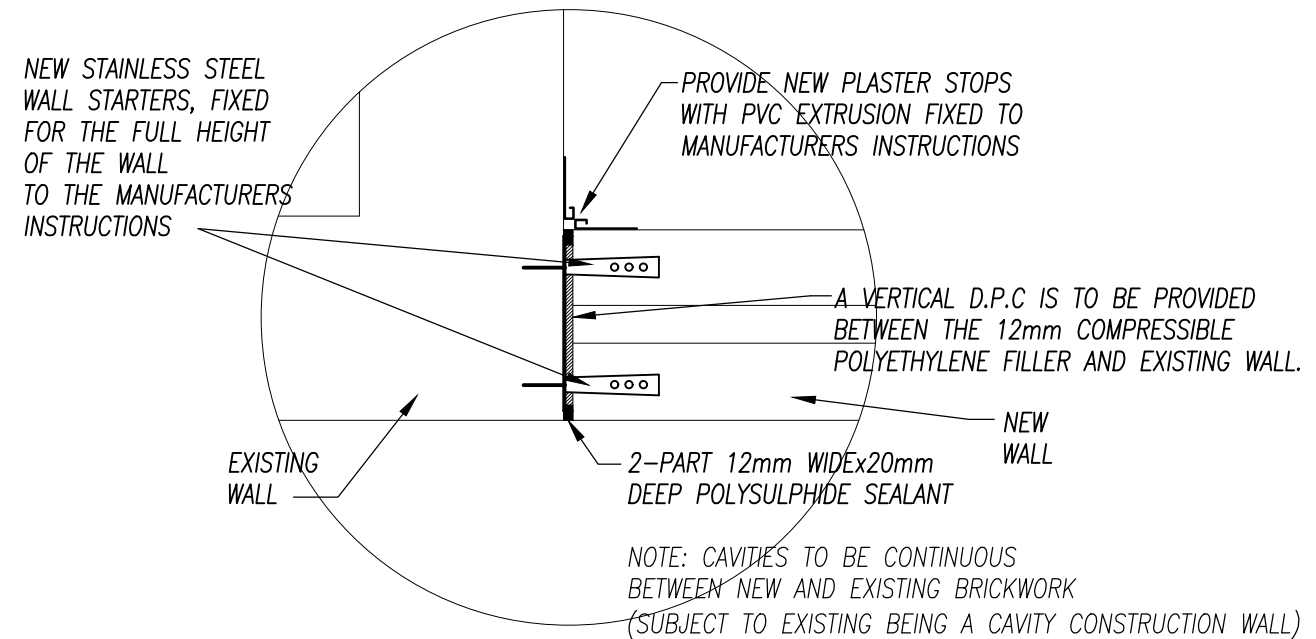 NEW STAINLESS STEEL
WALL STARTERS, FIXED
FOR THE FULL HEIGHT
OF THE WALL
TO THE MANUFACTURERS
INSTRUCTIONS
PROVIDE NEW PLASTER STOPS
WITH PVC EXTRUSION FIXED TO
MANUFACTURERS INSTRUCTIONS
A VERTICAL D.P.C IS TO BE PROVIDED
BETWEEN THE 12mm COMPRESSIBLE
POLYETHYLENE FILLER AND EXISTING WALL.
NEW
WALL
EXISTING
WALL
2-PART 12mm WIDEx20mm
DEEP POLYSULPHIDE SEALANT
NOTE: CAVITIES TO BE CONTINUOUS
BETWEEN NEW AND EXISTING BRICKWORK
(SUBJECT TO EXISTING BEING A CAVITY CONSTRUCTION WALL)